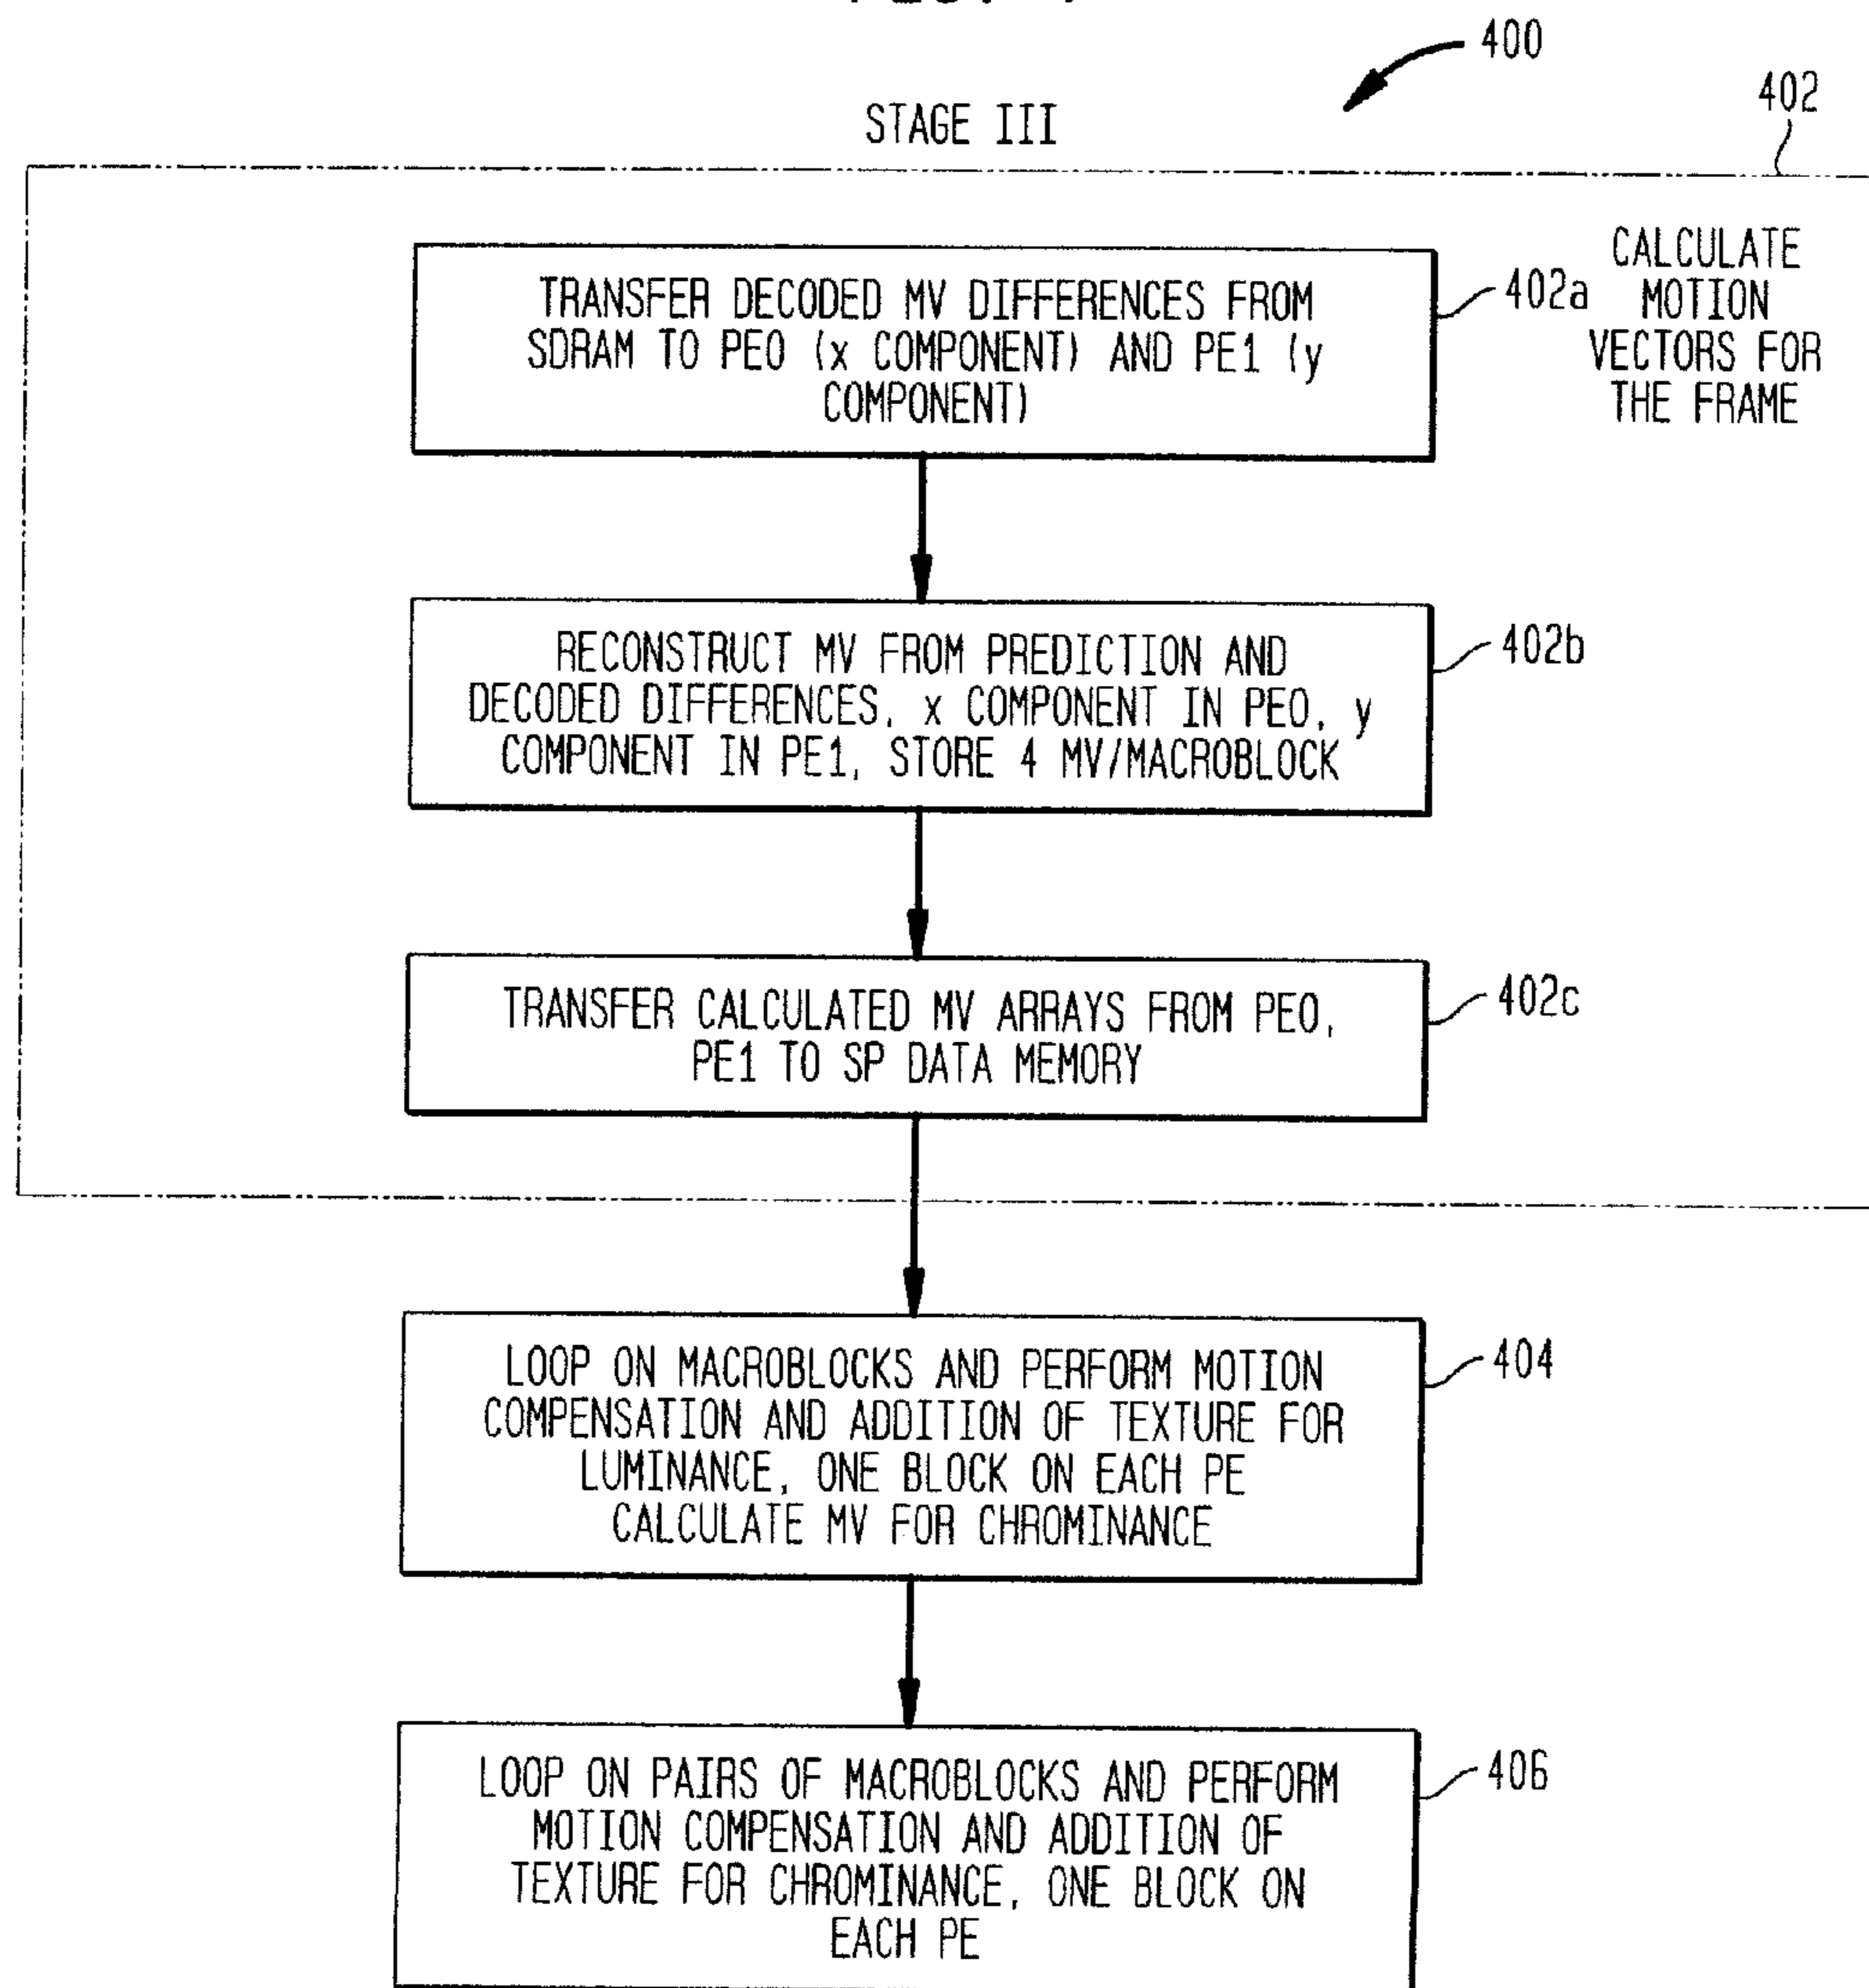 400
402
STAGE III
CALCULATE
MOTION
VECTORS FOR
THE FRAME
TRANSFER DECODED MV DIFFERENCES FROM
SDRAM TO PE0 (x COMPONENT) AND PE1 (y
COMPONENT)
402a
RECONSTRUCT MV FROM PREDICTION AND
DECODED DIFFERENCES, x COMPONENT IN PE0, y
COMPONENT IN PE1, STORE 4 MV/MACROBLOCK
402b
TRANSFER CALCULATED MV ARRAYS FROM PE0,
PE1 TO SP DATA MEMORY
402c
LOOP ON MACROBLOCKS AND PERFORM MOTION
COMPENSATION AND ADDITION OF TEXTURE FOR
LUMINANCE, ONE BLOCK ON EACH PE
CALCULATE MV FOR CHROMINANCE
404
LOOP ON PAIRS OF MACROBLOCKS AND PERFORM
MOTION COMPENSATION AND ADDITION OF
TEXTURE FOR CHROMINANCE, ONE BLOCK ON
EACH PE
406